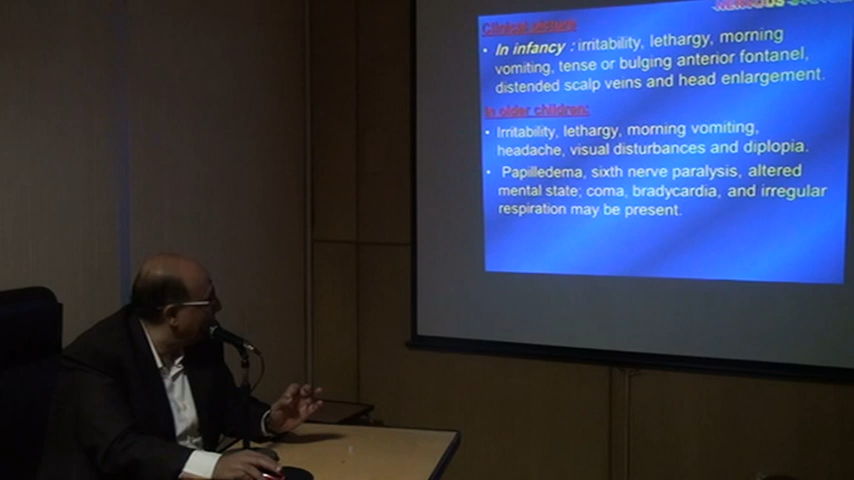 NERVOUS SYSTEM
Clinical picture
• In infancy : irritability, lethargy, morning
vomiting, tense or bulging anterior fontanel,
distended scalp veins and head enlargement.
In older children:
• Irritability, lethargy, morning vomiting,
headache, visual disturbances and diplopia.
• Papilledema, sixth nerve paralysis, altered
mental state; coma, bradycardia, and irregular
respiration may be present.